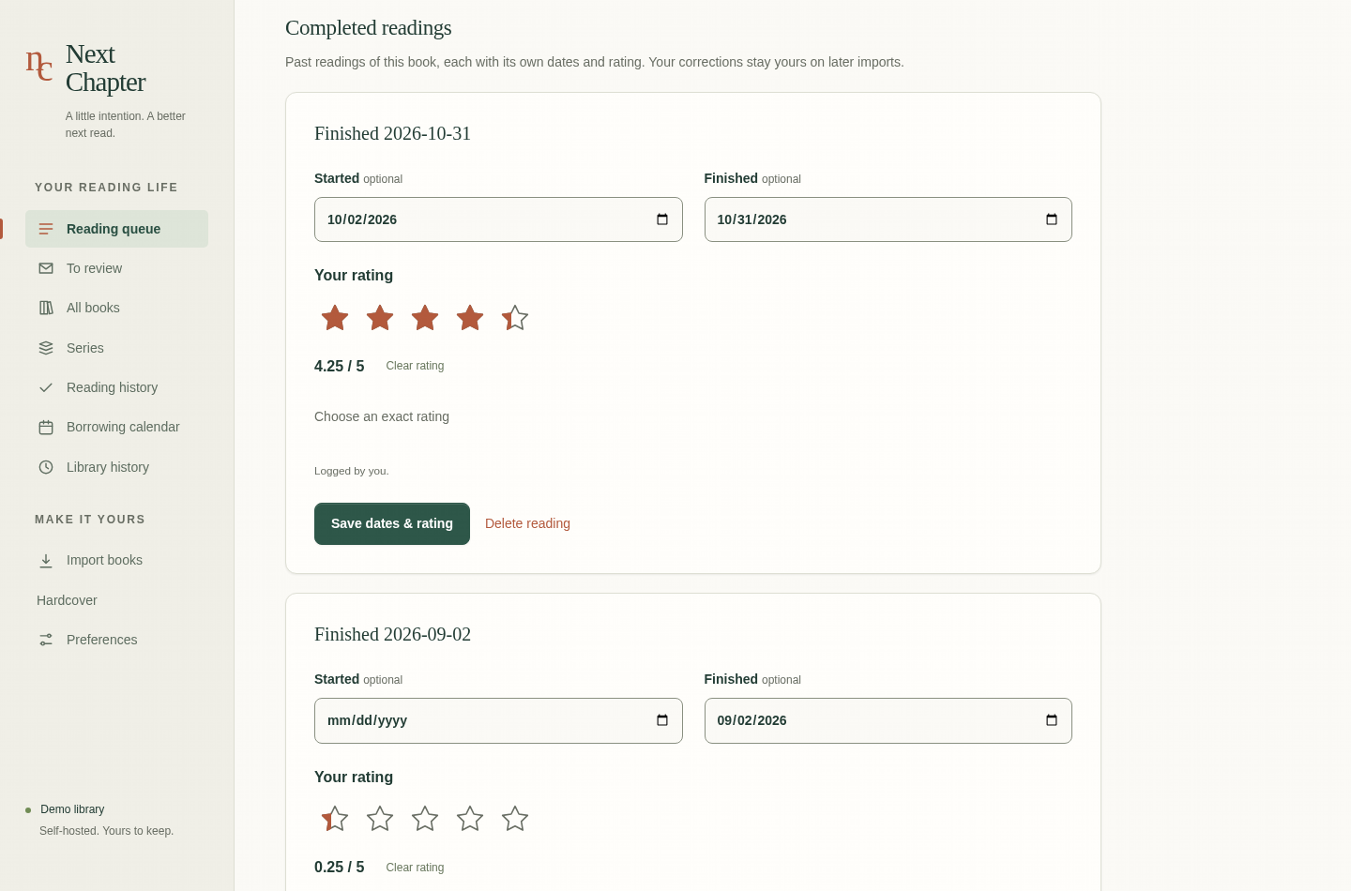 nc
Next
Chapter
A little intention. A better
next read.
YOUR READING LIFE
Reading queue
To review
All books
Series
Reading history
Borrowing calendar
Library history
MAKE IT YOURS
Import books
Hardcover
Preferences
Demo library
Self-hosted. Yours to keep.
Completed readings
Past readings of this book, each with its own dates and rating. Your corrections stay yours on later imports.
Finished 2026-10-31
Started optional
Finished optional
10/02/2026
10/31/2026
Your rating
4.25 / 5 Clear rating
Choose an exact rating
Logged by you.
Save dates & rating
Delete reading
Finished 2026-09-02
Started optional
Finished optional
mm/dd/yyyy
09/02/2026
Your rating
0.25 / 5 Clear rating